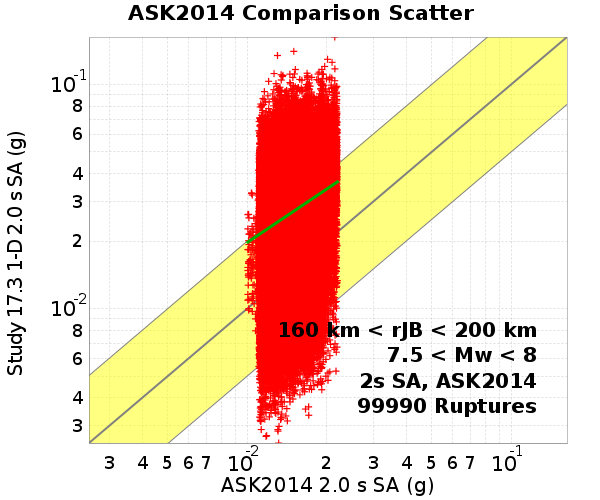 ASK2014 Comparison Scatter
Study 17.3 1-D 2.0 s SA (g)
10-1
8
6
4
3
2
10-2
8
6
4
3
160 km < rJB < 200 km
7.5 < Mw < 8
2s SA, ASK2014
99990 Ruptures
3 4 5 6 7 10-2 2 3 4 5 6 7 10-1
ASK2014 2.0 s SA (g)